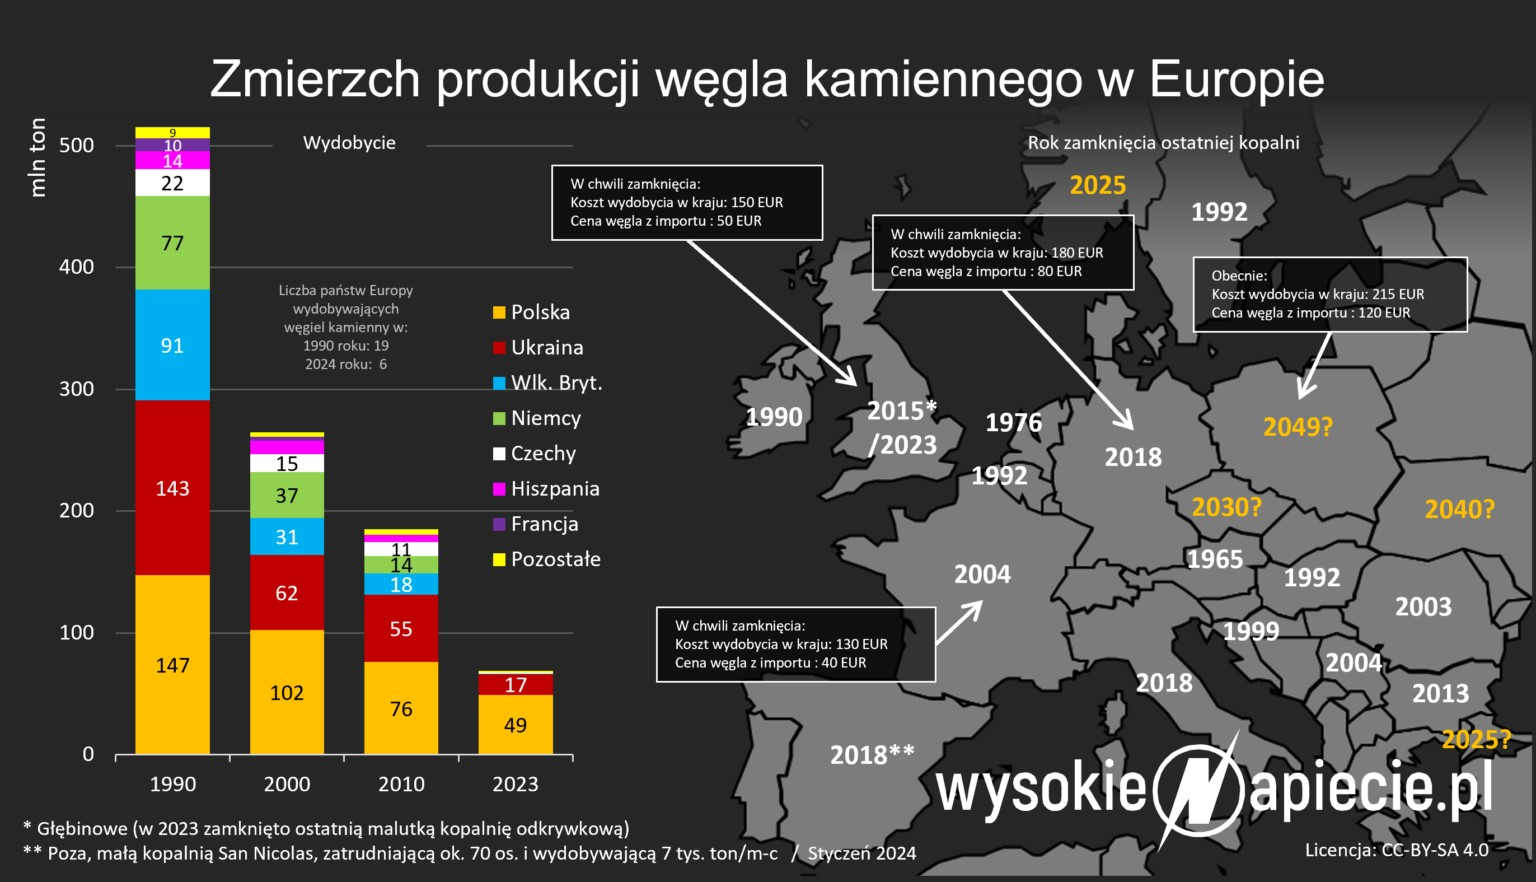 Zmierzch produkcji węgla kamiennego w Europie
mln ton
Wydobycie
500
400
300
200
100
0
9
10
14
22
77
91
143
147
15
37
31
62
102
11
14
18
55
76
17
49
1990
2000
2010
2023
Liczba państw Europy
wydobywających
węgiel kamienny w:
1990 roku: 19
2024 roku: 6
Polska
Ukraina
Wlk. Bryt.
Niemcy
Czechy
Hiszpania
Francja
Pozostałe
Rok zamknięcia ostatniej kopalni
W chwili zamknięcia:
Koszt wydobycia w kraju: 150 EUR
Cena węgla z importu : 50 EUR
W chwili zamknięcia:
Koszt wydobycia w kraju: 180 EUR
Cena węgla z importu : 80 EUR
Obecnie:
Koszt wydobycia w kraju: 215 EUR
Cena węgla z importu : 120 EUR
W chwili zamknięcia:
Koszt wydobycia w kraju: 130 EUR
Cena węgla z importu : 40 EUR
2025
1992
1990
2015*
/2023
1976
1992
2018
2049?
2030?
2040?
1965
1992
2004
2003
1999
2004
2018
2013
2025?
2018**
wysokieNapiecie.pl
* Głębinowe (w 2023 zamknięto ostatnią malutką kopalnię odkrywkową)
** Poza, małą kopalnią San Nicolas, zatrudniającą ok. 70 os. i wydobywającą 7 tys. ton/m-c / Styczeń 2024
Licencja: CC-BY-SA 4.0